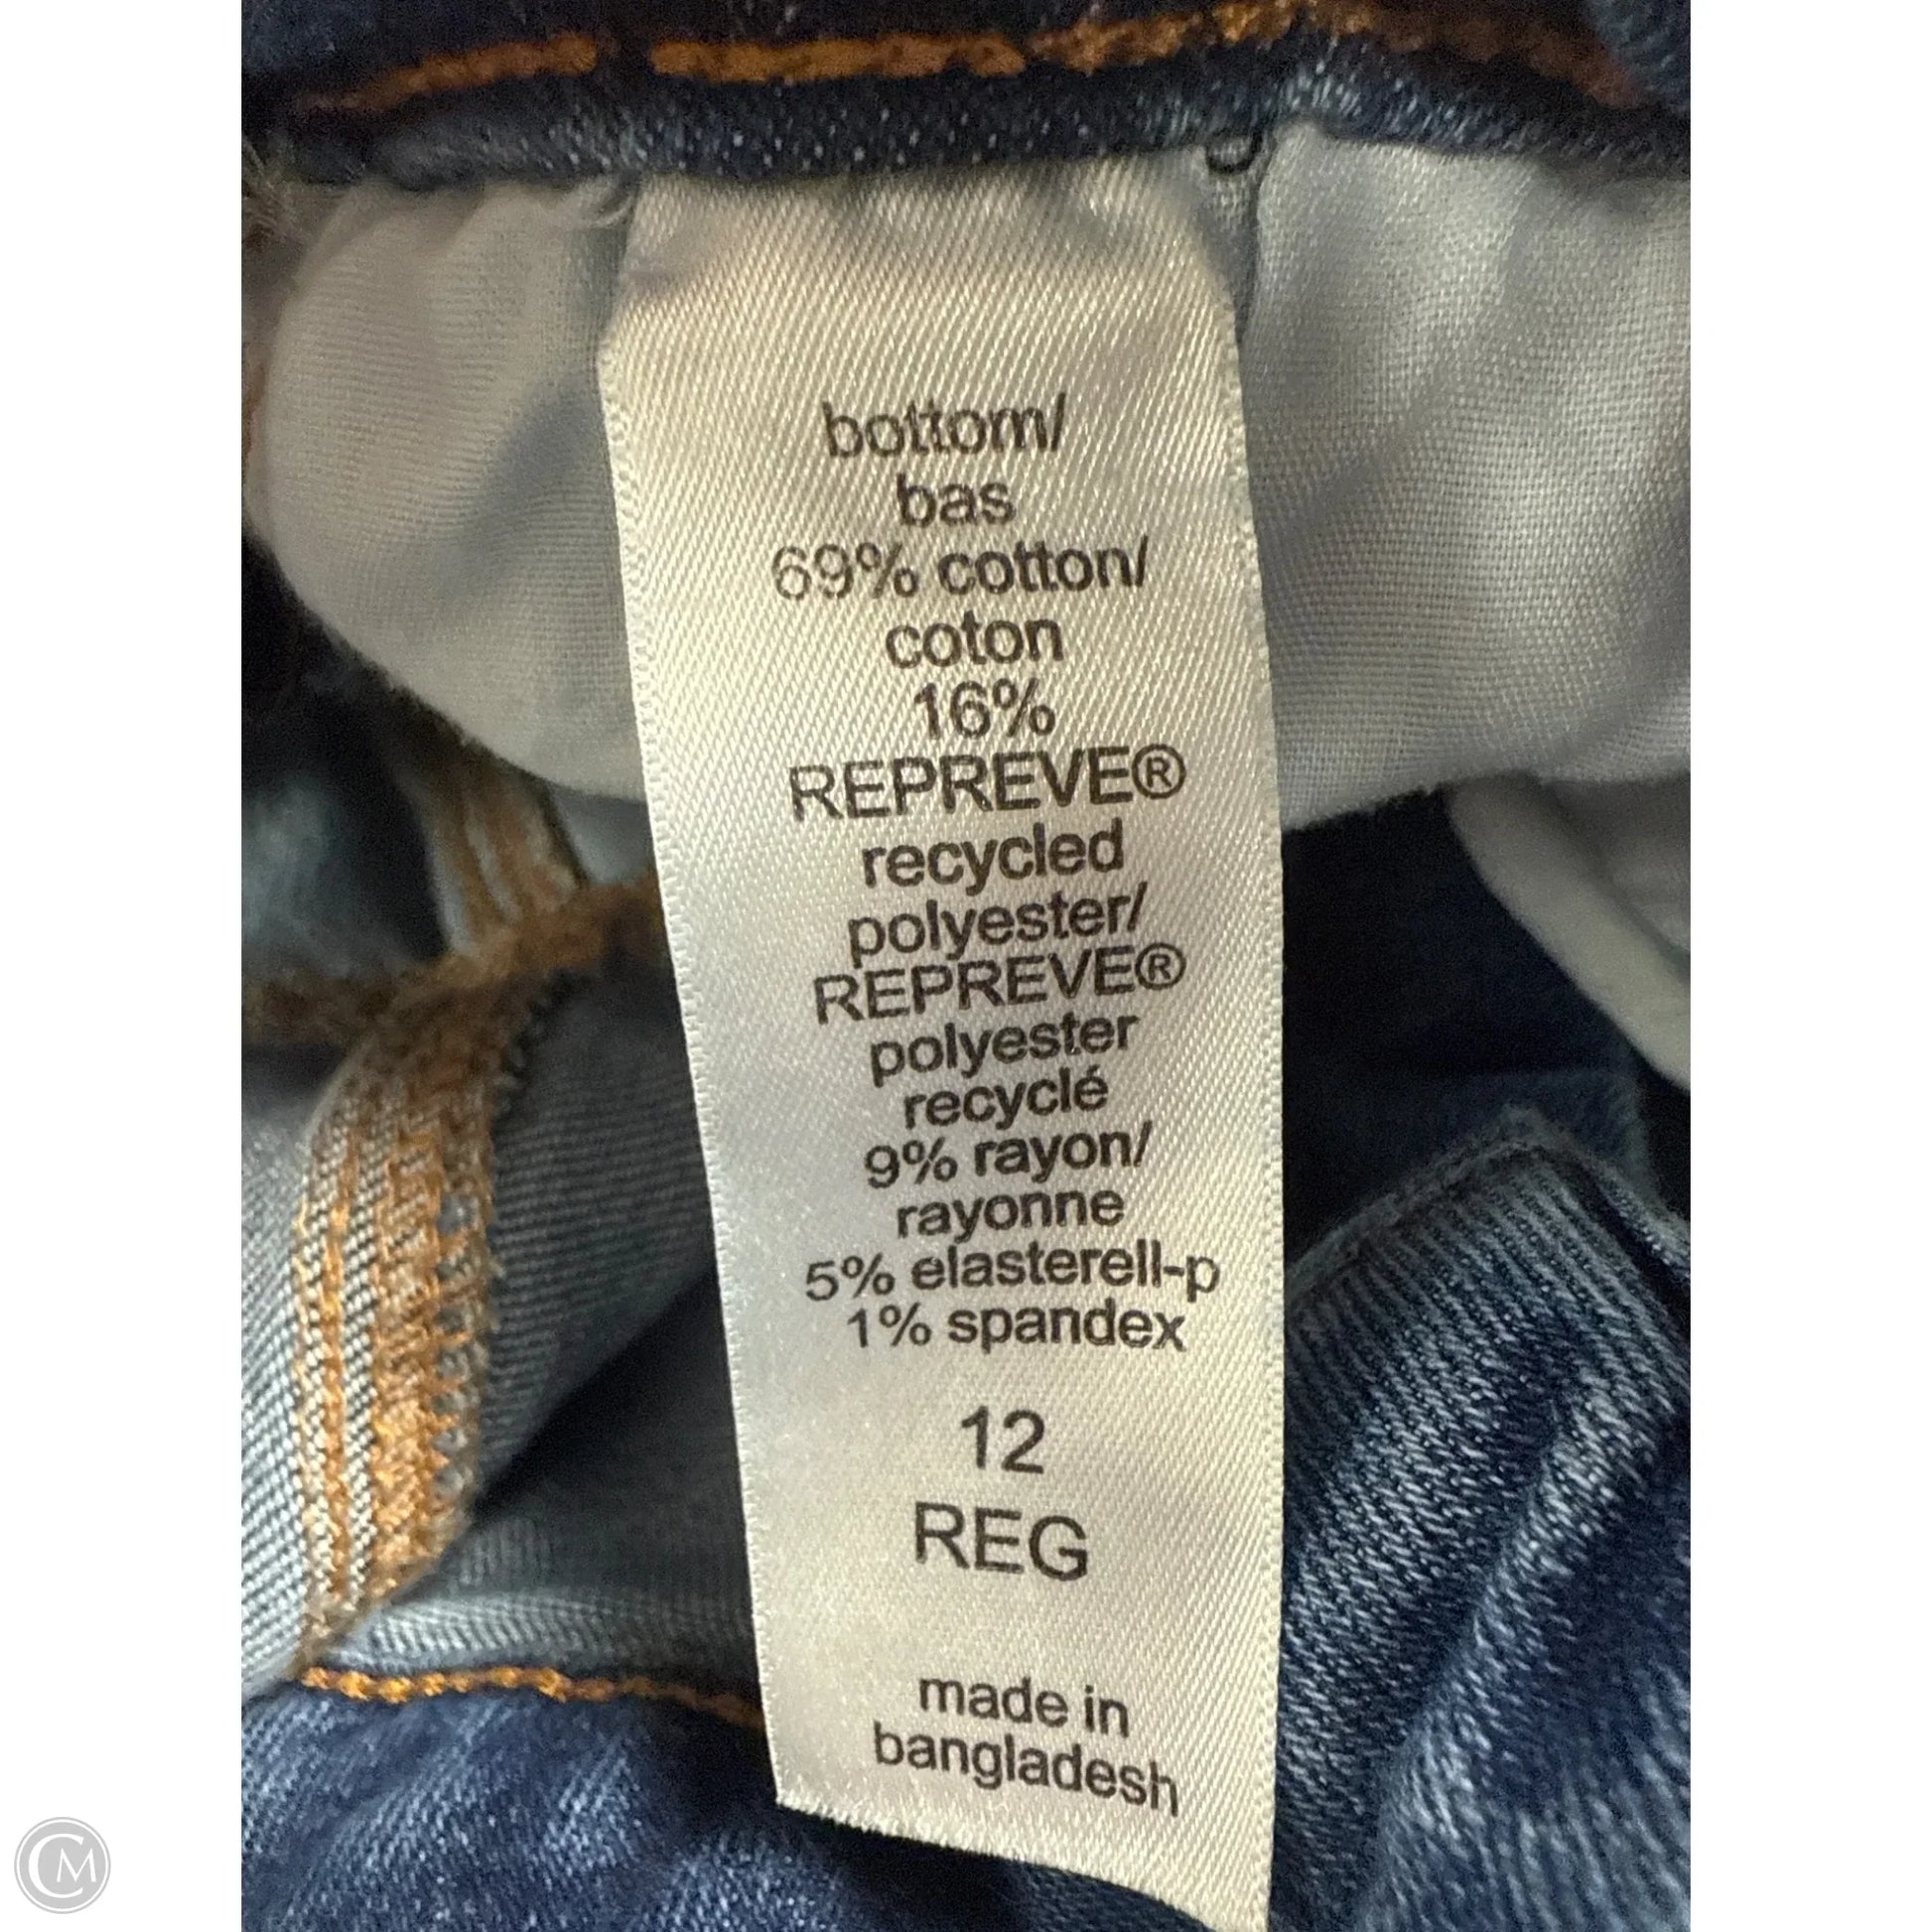 bottom/
bas
69% cotton/
coton
16%
REPREVE®
recycled
polyester/
REPREVE®
polyester
recyclé
9% rayon/
rayonne
5% elasterell-p
1% spandex
12
REG
made in
bangladesh
CM